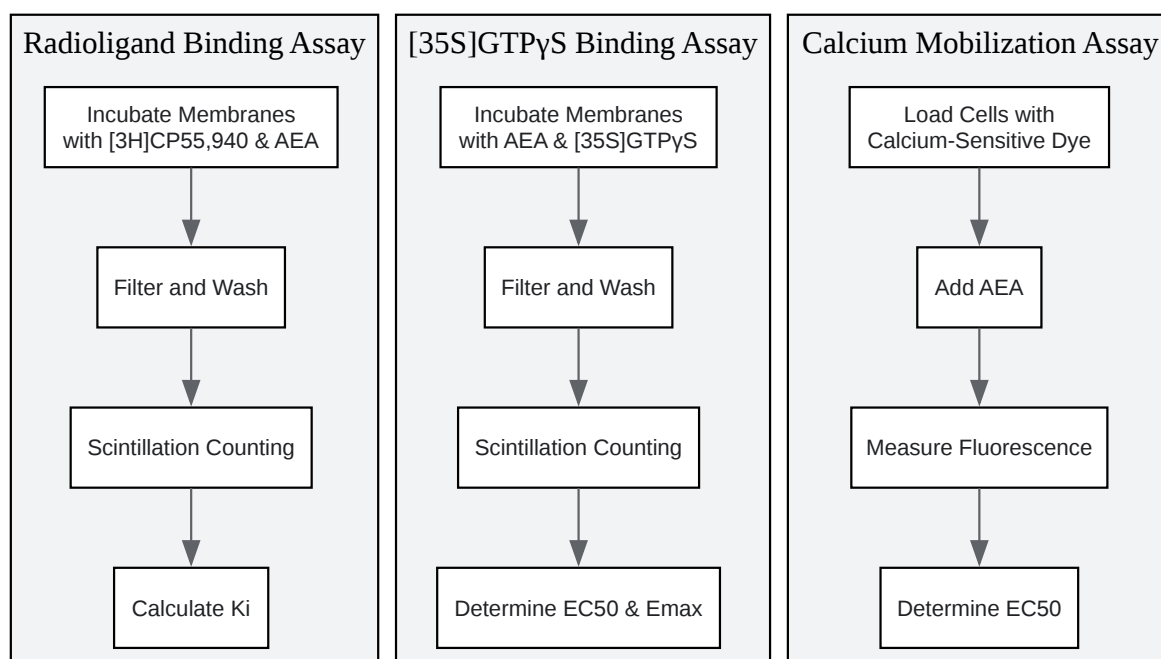 Radioligand Binding Assay
Incubate Membranes
with [3H]CP55,940 & AEA
Filter and Wash
Scintillation Counting
Calculate Ki
[35S]GTPγS Binding Assay
Incubate Membranes
with AEA & [35S]GTPγS
Filter and Wash
Scintillation Counting
Determine EC50 & Emax
Calcium Mobilization Assay
Load Cells with
Calcium-Sensitive Dye
Add AEA
Measure Fluorescence
Determine EC50